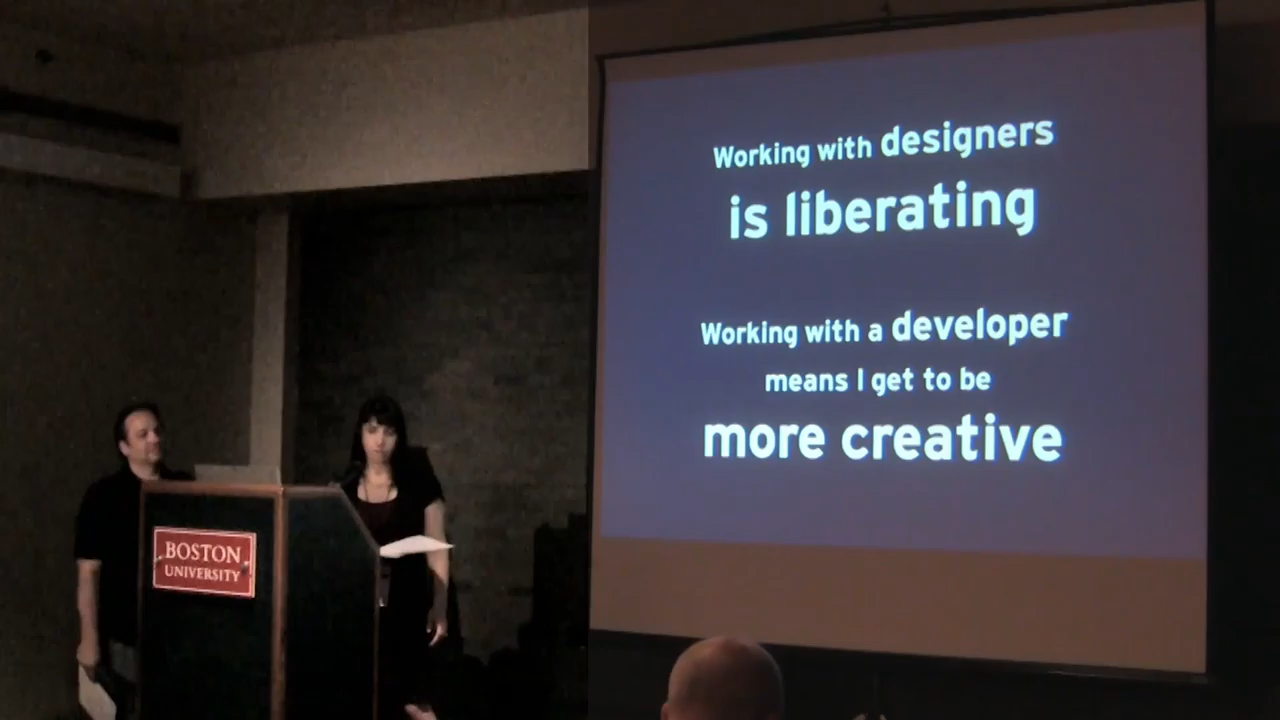 Working with designers
is liberating
Working with a developer
means I get to be
more creative
BOSTON
UNIVERSITY